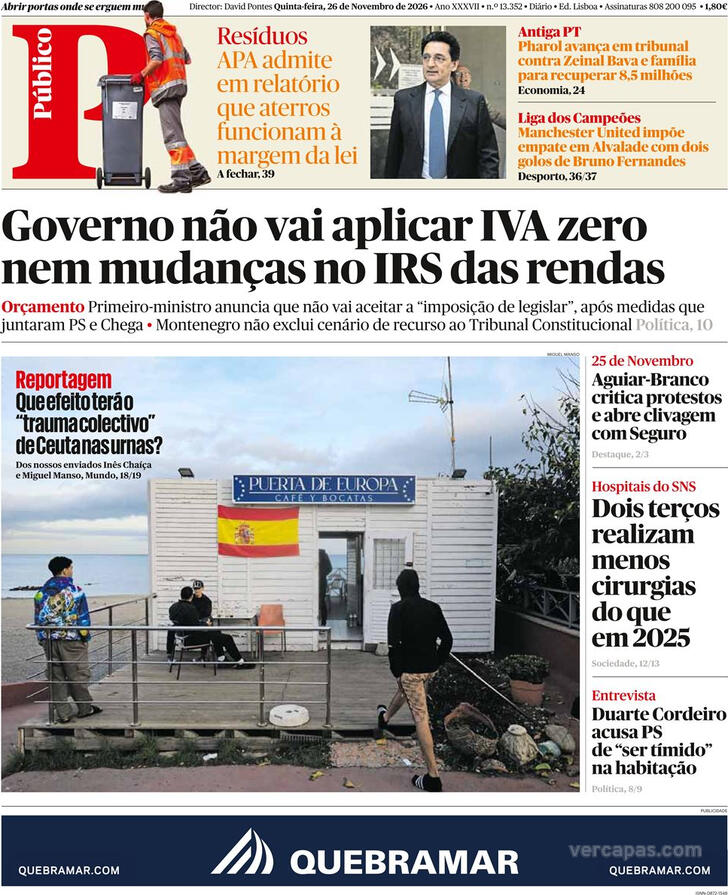 Abrir portas onde se erguem
Director: David Pontes Quinta-feira, 26 de Novembro de 2026 • Ano XXXVII • n.º 13.352 • Diário • Ed. Lisboa • Assinaturas 808 200 095 • 1,80€
Público
P
Resíduos
APA admite
em relatório
que aterros
funcionam à
margem da lei
A fechar, 39
Antiga PT
Pharol avança em tribunal
contra Zeinal Bava e família
para recuperar 8,5 milhões
Economia, 24
Liga dos Campeões
Manchester United impõe
empate em Alvalade com dois
golos de Bruno Fernandes
Desporto, 36/37
Governo não vai aplicar IVA zero
nem mudanças no IRS das rendas
Orçamento Primeiro-ministro anuncia que não vai aceitar a “imposição de legislar”, após medidas que
juntaram PS e Chega • Montenegro não exclui cenário de recurso ao Tribunal Constitucional Política, 10
MIGUEL MANSO
Reportagem
Que efeito terá o
“trauma colectivo”
de Ceuta nas urnas?
Dos nossos enviados Inês Chaíça
e Miguel Manso, Mundo, 18/19
PUERTA DE EUROPA
CAFÉ Y BOCATAS
25 de Novembro
Aguiar-Branco
critica protestos
e abre clivagem
com Seguro
Destaque, 2/3
Hospitais do SNS
Dois terços
realizam
menos
cirurgias
do que
em 2025
Sociedade, 12/13
Entrevista
Duarte Cordeiro
acusa PS
de “ser tímido”
na habitação
Política, 8/9
PUBLICIDADE
QUEBRAMAR.COM
QUEBRAMAR
vercapas.com
QUEBRAMAR.COM